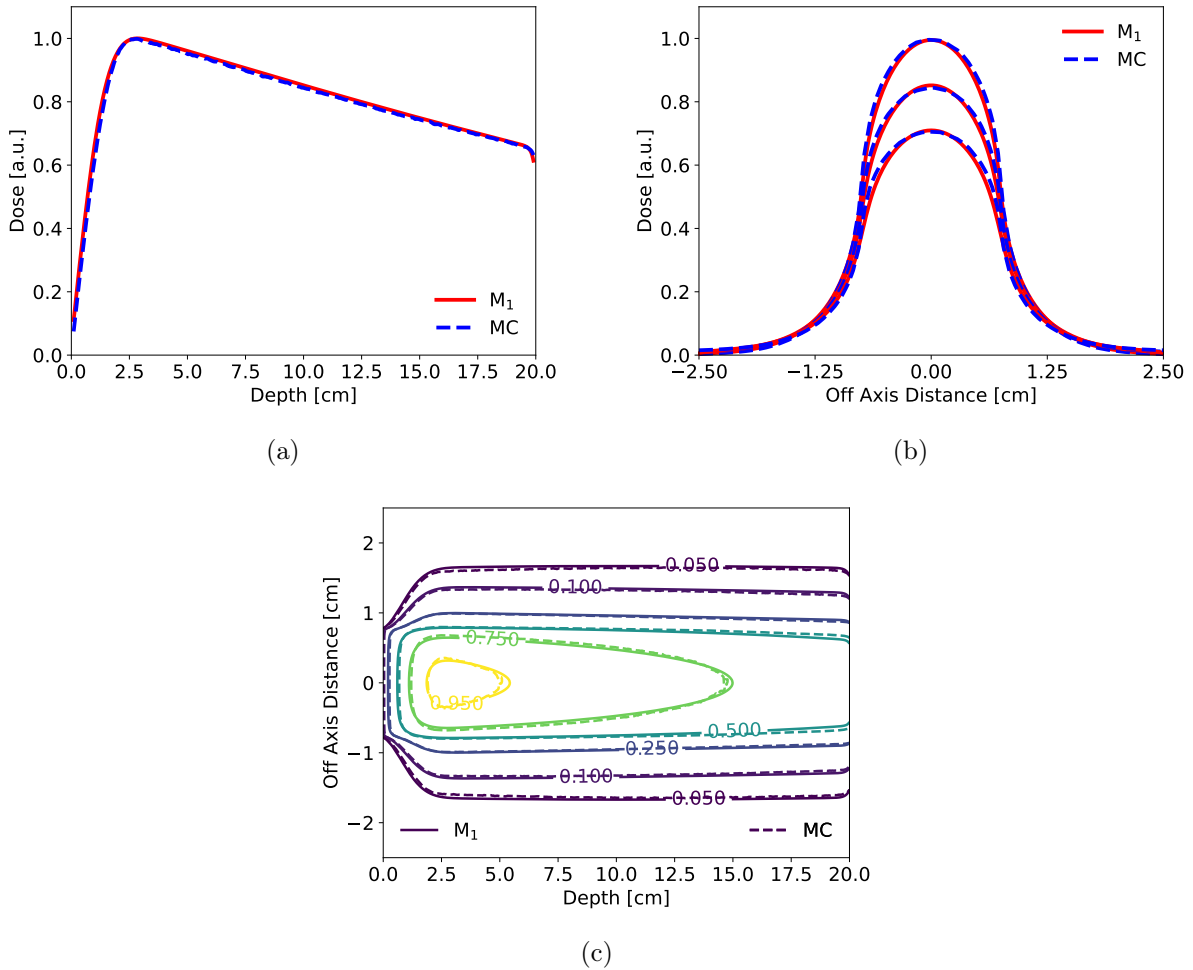 1.0
0.8
0.6
0.4
0.2
0.0
Dose [a.u.]
M₁
MC
0.0 2.5 5.0 7.5 10.0 12.5 15.0 17.5 20.0
Depth [cm]
(a)
1.0
0.8
0.6
0.4
0.2
0.0
Dose [a.u.]
M₁
MC
−2.50 −1.25 0.00 1.25 2.50
Off Axis Distance [cm]
(b)
2
1
0
−1
−2
Off Axis Distance [cm]
0.050
0.100
0.750
0.950
0.500
0.250
0.100
0.050
M₁ MC
0.0 2.5 5.0 7.5 10.0 12.5 15.0 17.5 20.0
Depth [cm]
(c)